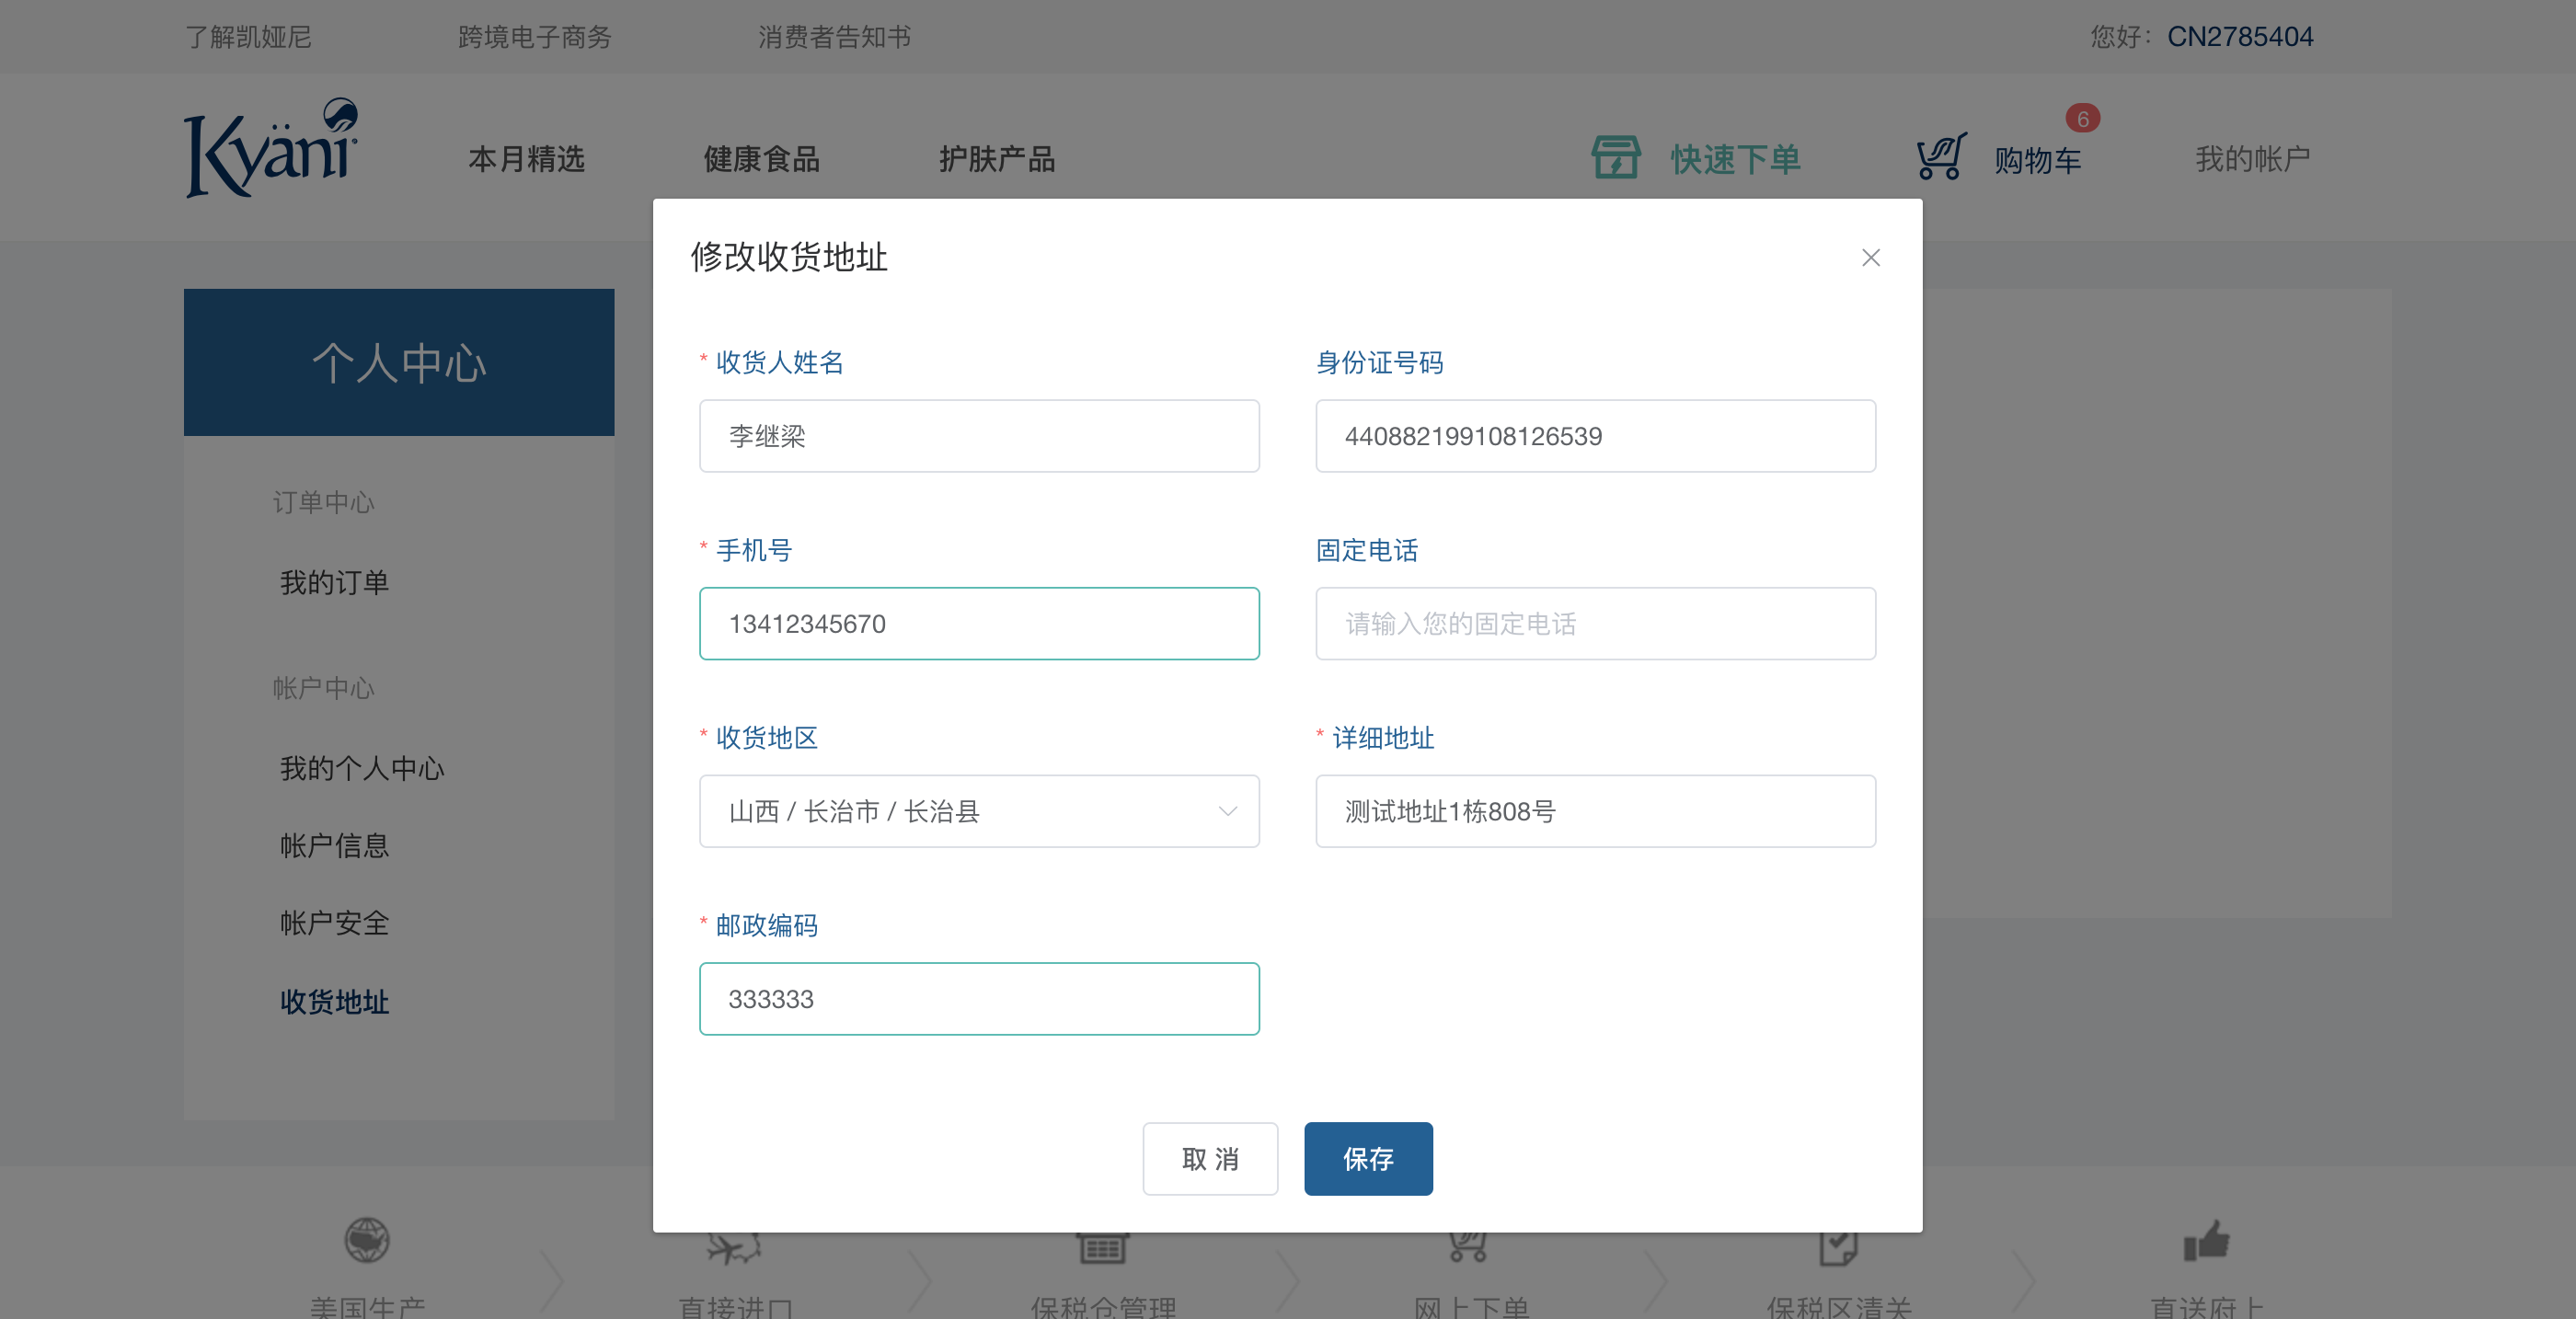 了解凯娅尼 跨境电子商务 消费者告知书 您好：CN2785404
Kyäni 本月精选 健康食品 护肤产品 快速下单 购物车 6 我的帐户
个人中心
订单中心
我的订单
帐户中心
我的个人中心
帐户信息
帐户安全
收货地址
修改收货地址
* 收货人姓名 身份证号码
李继梁 440882199108126539
* 手机号 固定电话
13412345670 请输入您的固定电话
* 收货地区 * 详细地址
山西 / 长治市 / 长治县 测试地址1栋808号
* 邮政编码
333333
取 消 保存
美国生产 直接进口 保税仓管理 网上下单 保税区清关 直送府上